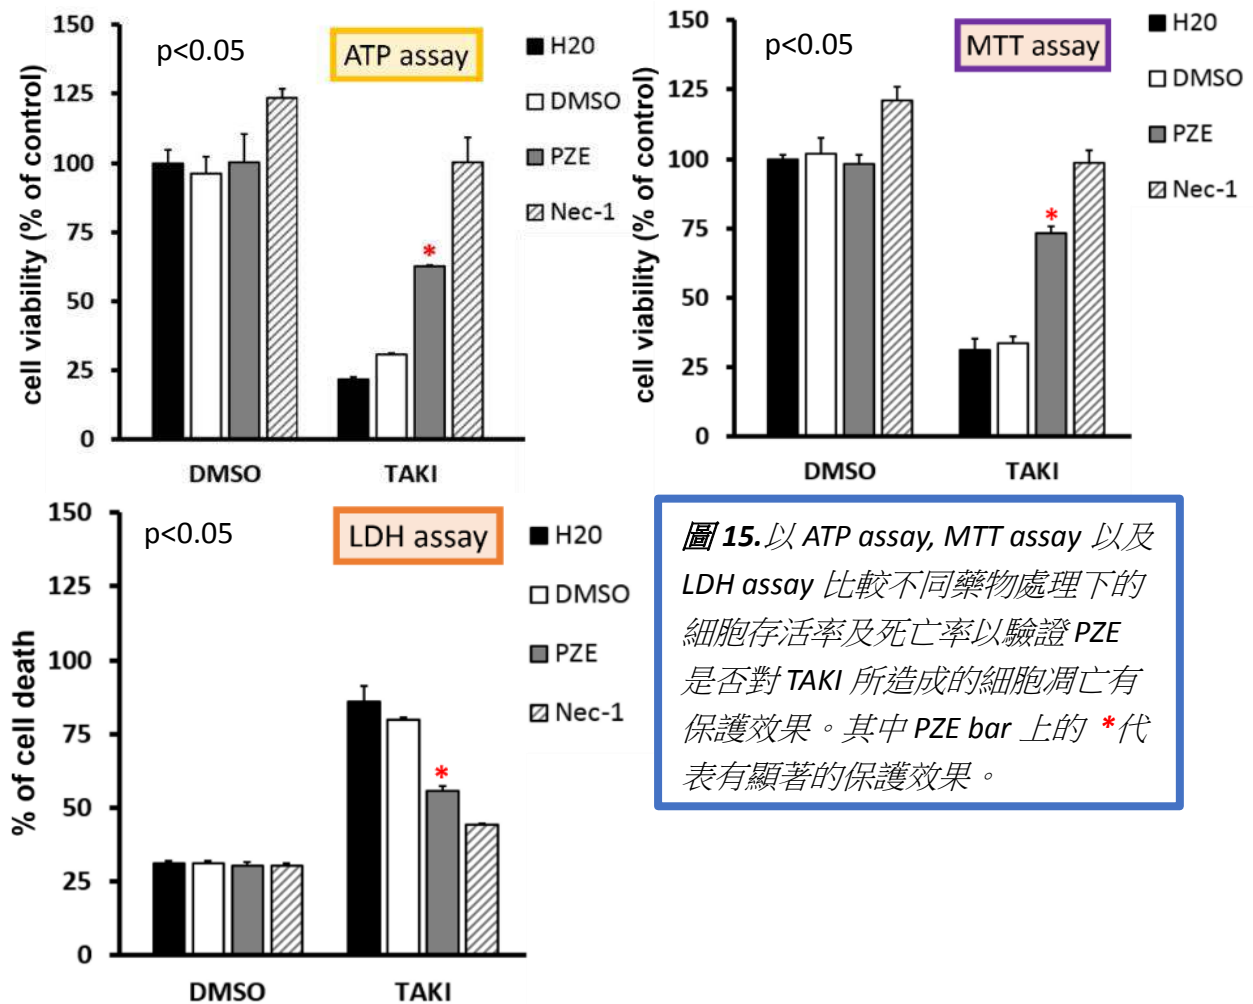 150
125
100
75
50
25
0
cell viability (% of control)
p<0.05
ATP assay
H20
DMSO
PZE
Nec-1
DMSO
TAKI
150
125
100
75
50
25
0
cell viability (% of control)
p<0.05
MTT assay
H20
DMSO
PZE
Nec-1
*
*
DMSO
TAKI
150
125
100
75
50
25
0
% of cell death
p<0.05
LDH assay
H20
DMSO
PZE
Nec-1
*
DMSO
TAKI
圖 15.以 ATP assay, MTT assay 以及
LDH assay 比較不同藥物處理下的
細胞存活率及死亡率以驗證 PZE
是否對 TAKI 所造成的細胞凋亡有
保護效果。其中 PZE bar 上的 *代
表有顯著的保護效果。